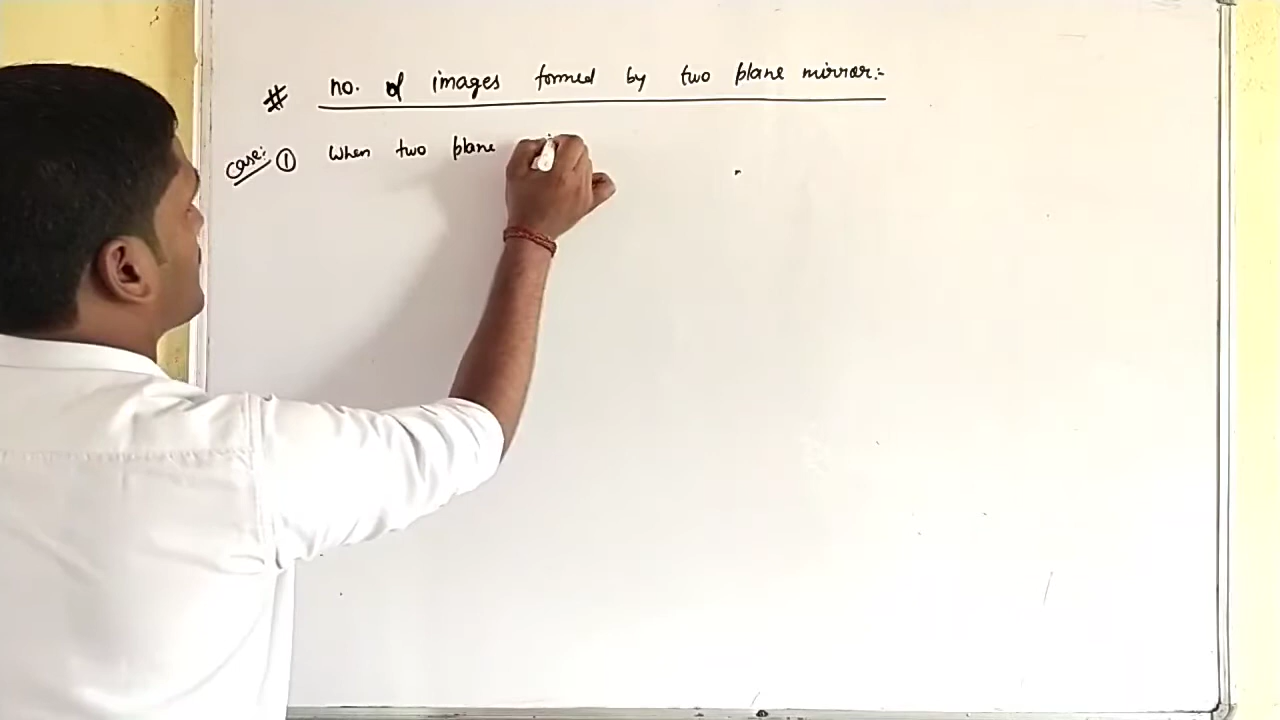 # no. of images formed by two plane mirror:-
Case: ① When two plane